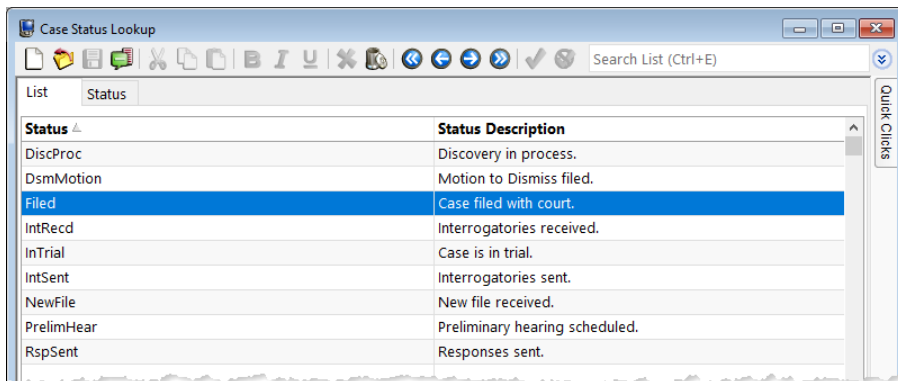 Case Status Lookup
B I U Search List (Ctrl+E)
List Status
Quick Clicks
Status Status Description
DiscProc Discovery in process.
DsmMotion Motion to Dismiss filed.
Filed Case filed with court.
IntRecd Interrogatories received.
InTrial Case is in trial.
IntSent Interrogatories sent.
NewFile New file received.
PrelimHear Preliminary hearing scheduled.
RspSent Responses sent.